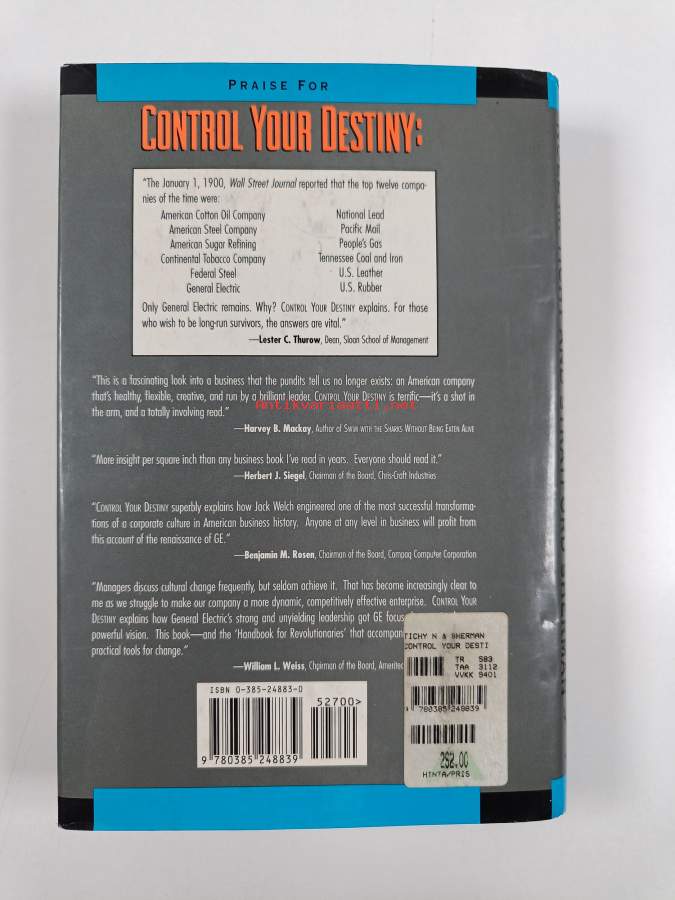 PRAISE FOR
CONTROL YOUR DESTINY:
"The January 1, 1900, Wall Street Journal reported that the top twelve compa-
nies of the time were:
American Cotton Oil Company
American Steel Company
American Sugar Refining
Continental Tobacco Company
Federal Steel
General Electric
National Lead
Pacific Mail
People's Gas
Tennessee Coal and Iron
U.S. Leather
U.S. Rubber
Only General Electric remains. Why? CONTROL YOUR DESTINY explains. For those
who wish to be long-run survivors, the answers are vital."
—Lester C. Thurow, Dean, Sloan School of Management
"This is a fascinating look into a business that the pundits tell us no longer exists: an American company
that's healthy, flexible, creative, and run by a brilliant leader. CONTROL YOUR DESTINY is terrific—it's a shot in
the arm, and a totally involving read."
Antikvariaatti.net
—Harvey B. Mackay, Author of SWIM WITH THE SHARKS WITHOUT BEING EATEN ALIVE
"More insight per square inch than any business book I've read in years. Everyone should read it."
—Herbert J. Siegel, Chairman of the Board, Chris-Craft Industries
"CONTROL YOUR DESTINY superbly explains how Jack Welch engineered one of the most successful transforma-
tions of a corporate culture in American business history. Anyone at any level in business will profit from
this account of the renaissance of GE."
—Benjamin M. Rosen, Chairman of the Board, Compaq Computer Corporation
"Managers discuss cultural change frequently, but seldom achieve it. That has become increasingly clear to
me as we struggle to make our company a more dynamic, competitively effective enterprise. CONTROL YOUR
DESTINY explains how General Electric's strong and unyielding leadership got GE
powerful vision. This book—and the 'Handbook for Revolutionaries' that
practical tools for change."
—William L. Weiss, Chairman of the Board,
TICHY N & SHERMAN
CONTROL YOUR DESTI
TR 583
TAA 3112
VVKK 9401
780385 248839
262.00
HINTA/PRIS
ISBN 0-385-24883-0
52700>
9 780385 248839